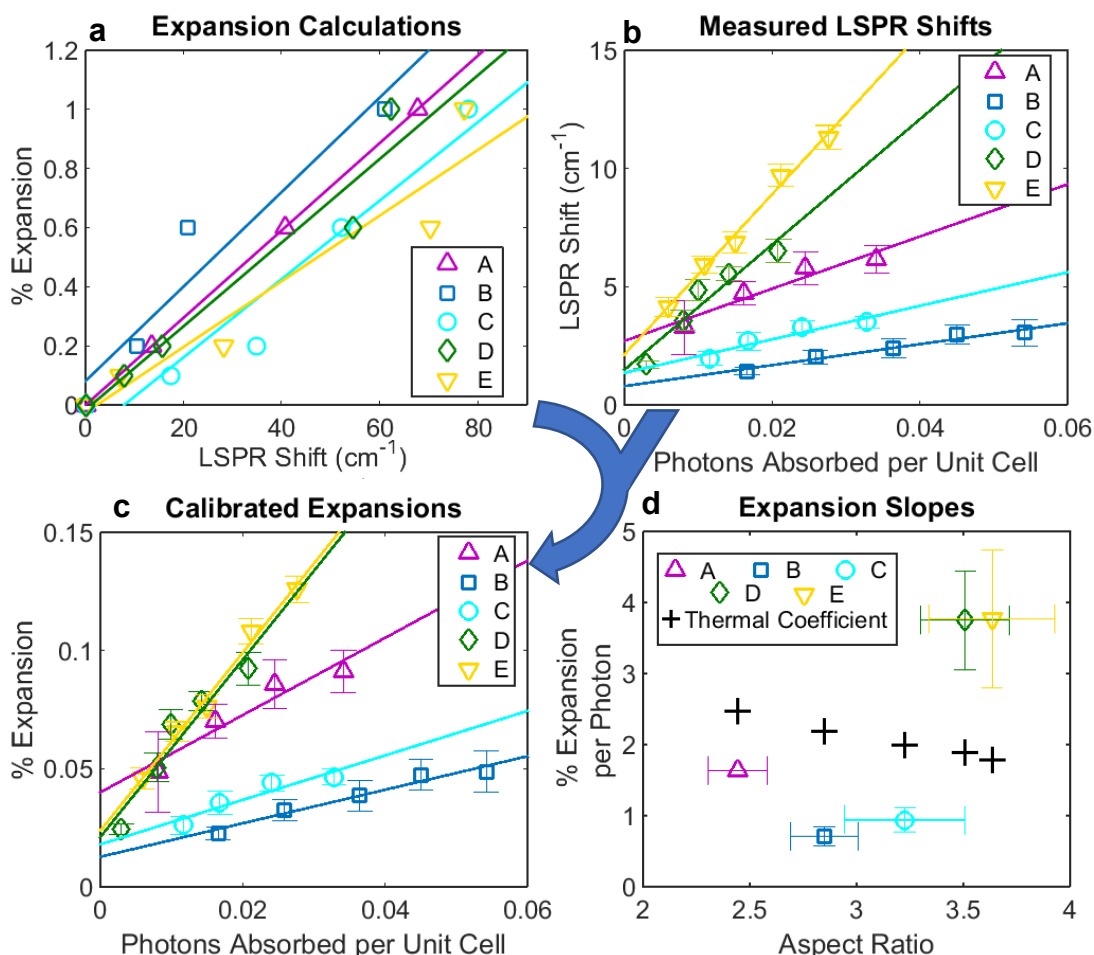 a Expansion Calculations
1.2
1
0.8
0.6
0.4
0.2
0
% Expansion
A
B
C
D
E
0 20 40 60 80
LSPR Shift (cm-1)
b Measured LSPR Shifts
15
10
5
0
LSPR Shift (cm-1)
A
B
C
D
E
0 0.02 0.04 0.06
Photons Absorbed per Unit Cell
c Calibrated Expansions
0.15
0.1
0.05
0
% Expansion
A
B
C
D
E
0 0.02 0.04 0.06
Photons Absorbed per Unit Cell
d Expansion Slopes
5
4
3
2
1
0
% Expansion
per Photon
A B C
D E
Thermal Coefficient
2 2.5 3 3.5 4
Aspect Ratio